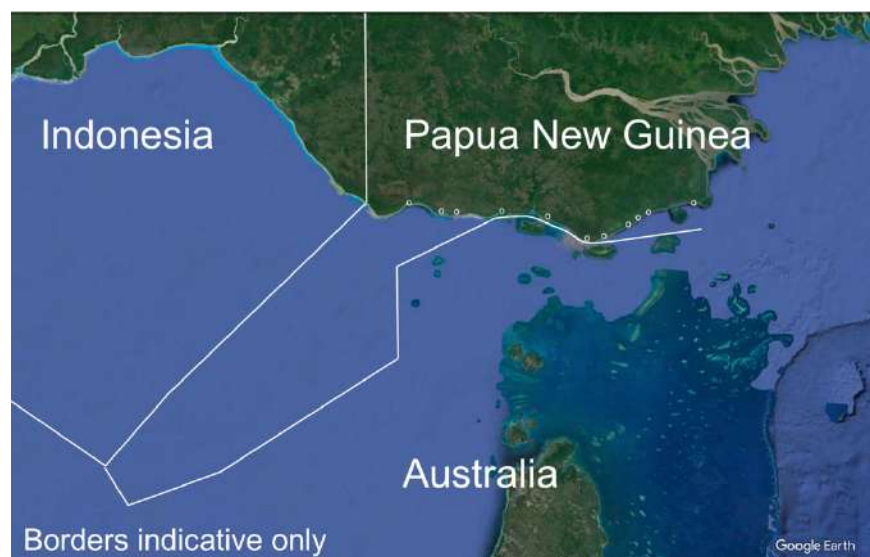 Indonesia
Papua New Guinea
Australia
Borders indicative only
Google Earth